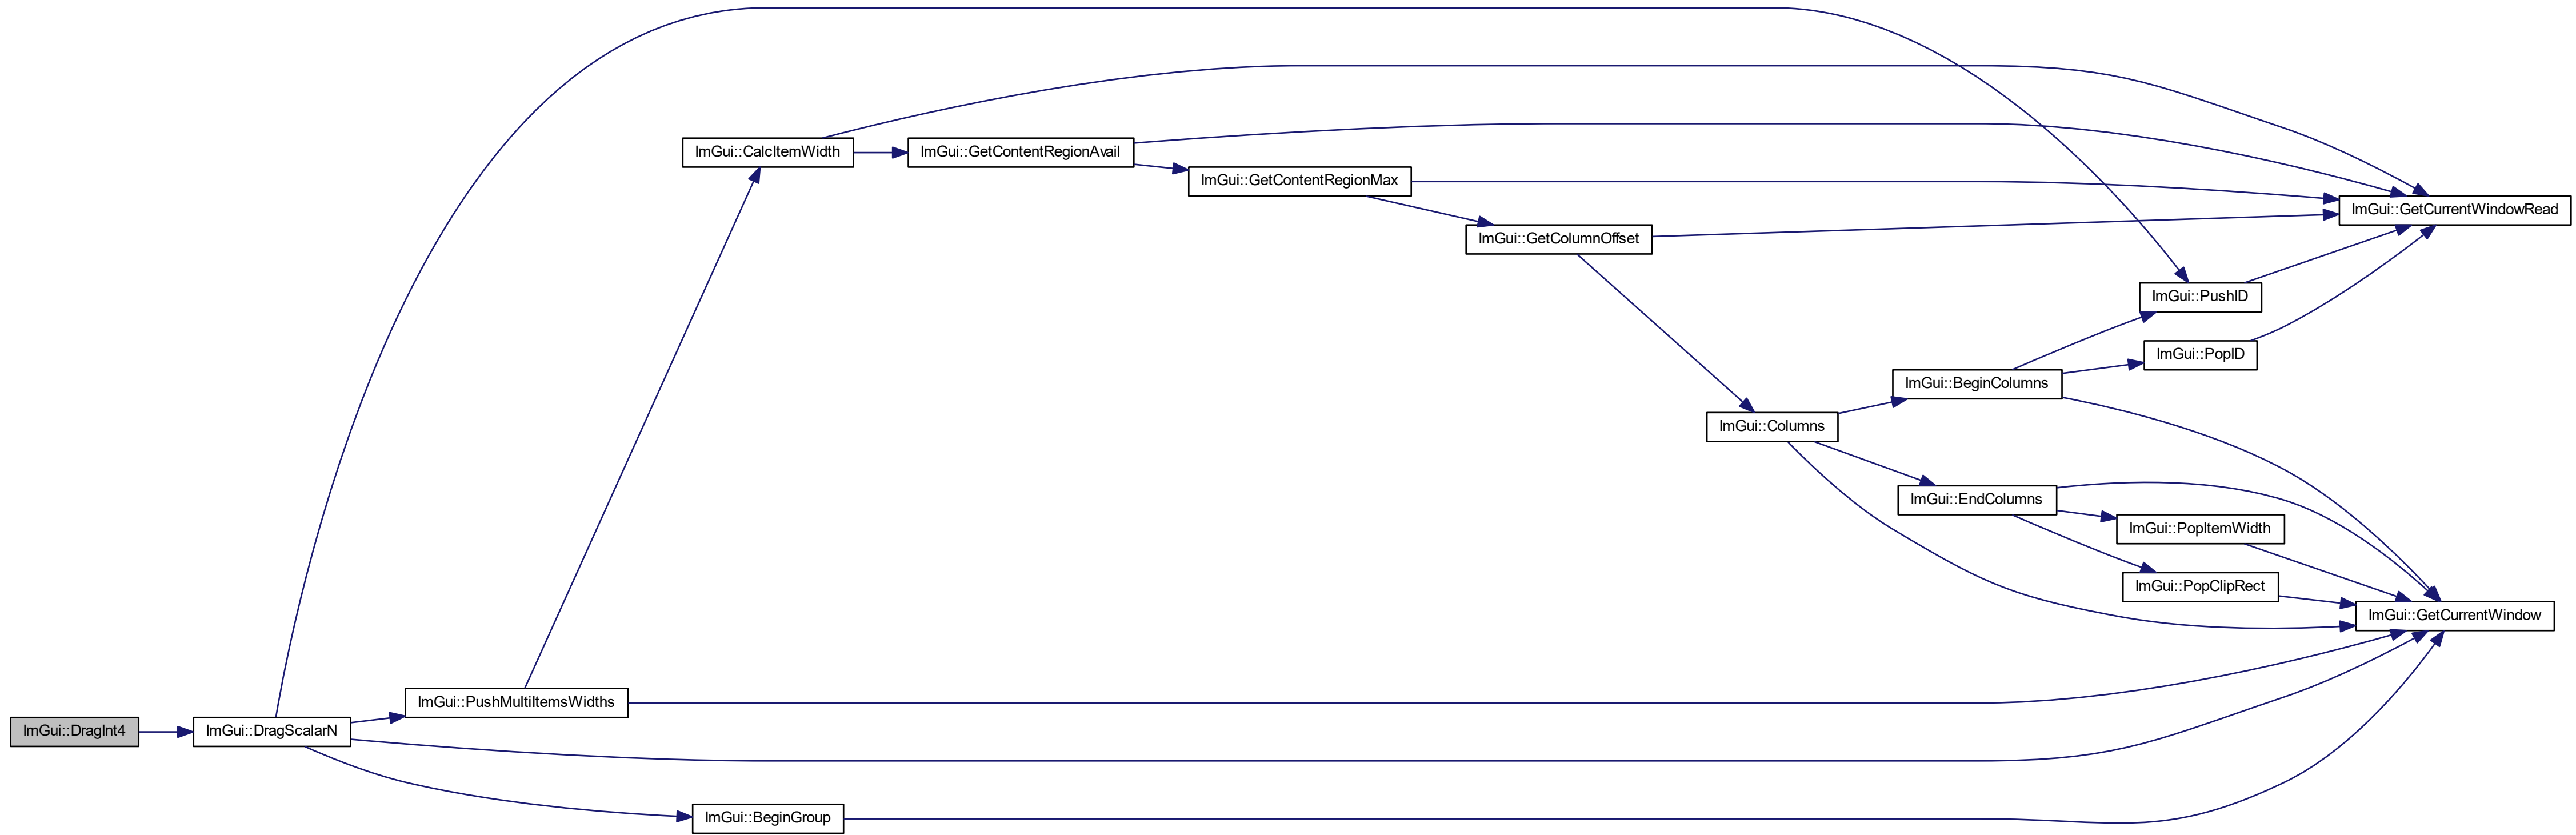 ImGui::CalcItemWidth
ImGui::GetContentRegionAvail
ImGui::GetContentRegionMax
ImGui::GetCurrentWindowRead
ImGui::GetColumnOffset
ImGui::PushID
ImGui::PopID
ImGui::BeginColumns
ImGui::Columns
ImGui::EndColumns
ImGui::PopItemWidth
ImGui::PopClipRect
ImGui::GetCurrentWindow
ImGui::PushMultiItemsWidths
ImGui::DragInt4
ImGui::DragScalarN
ImGui::BeginGroup